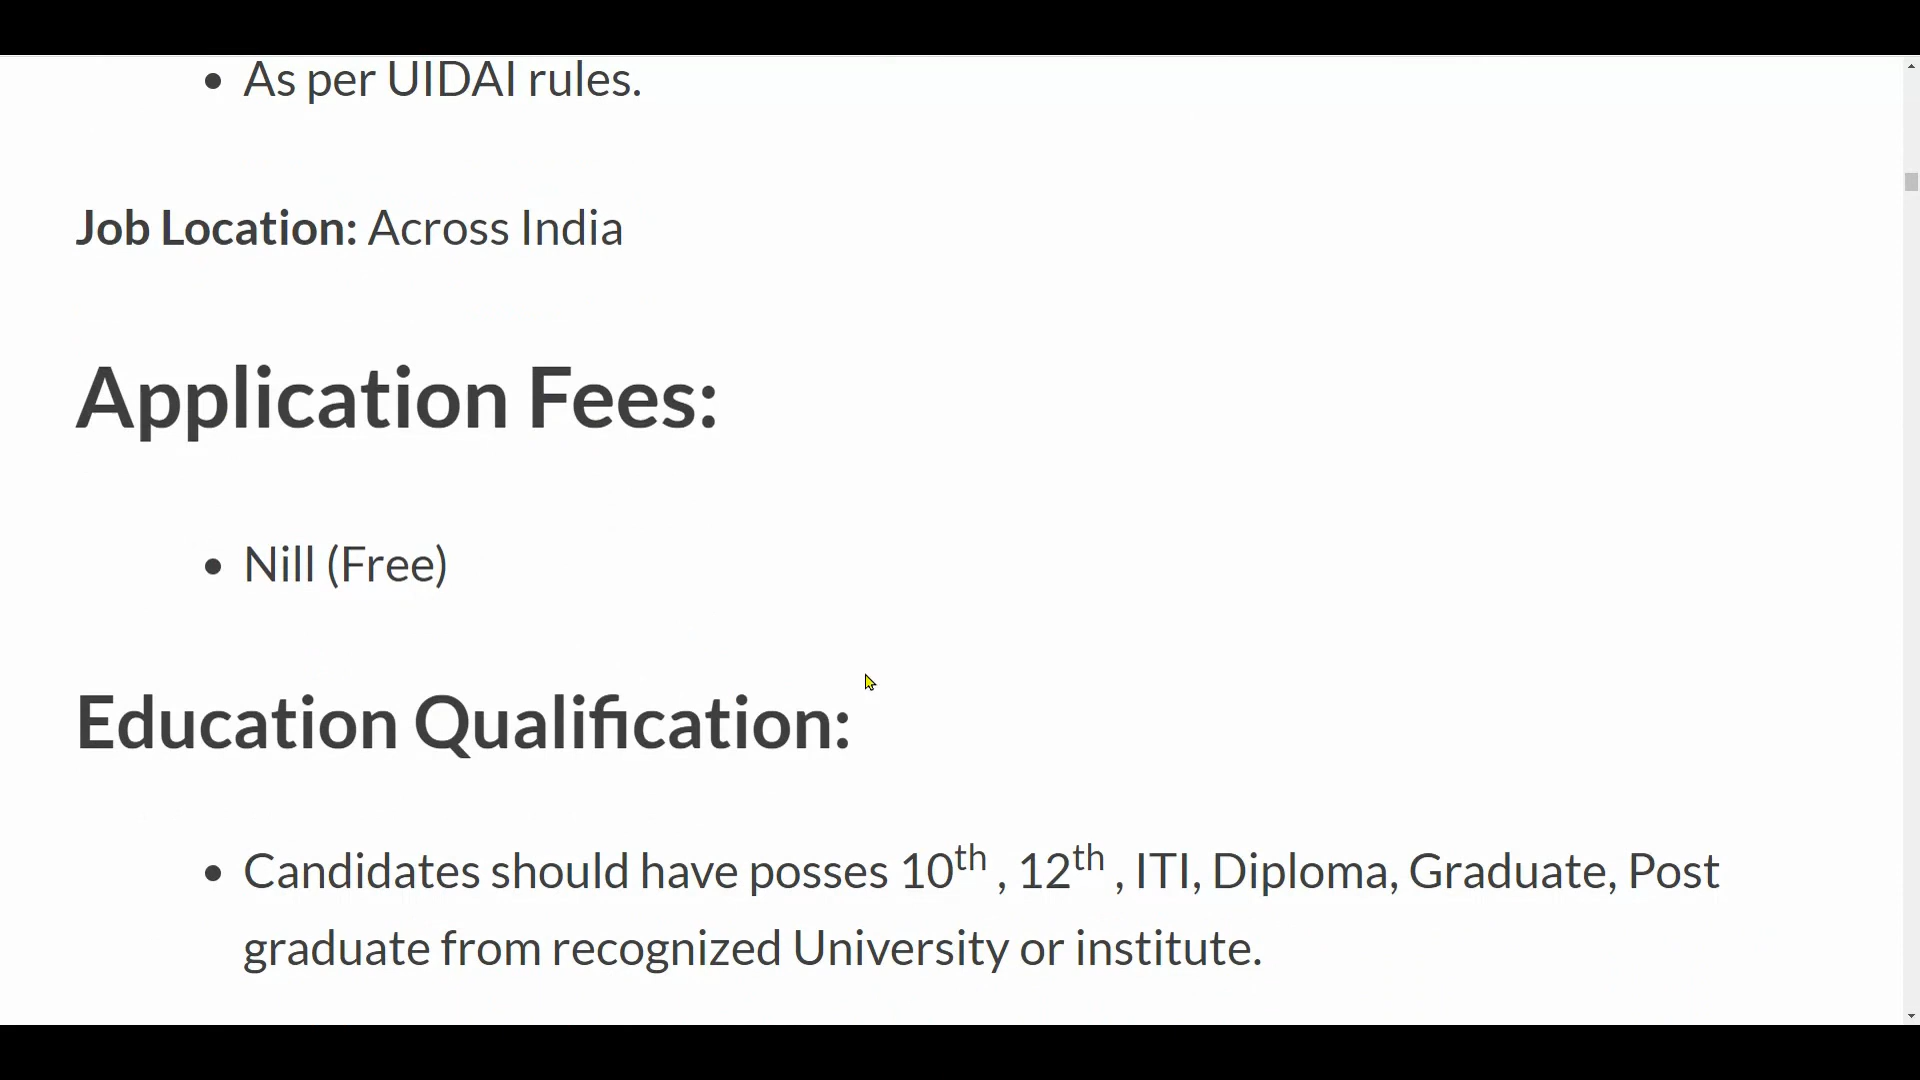 • As per UIDAI rules.
Job Location: Across India
Application Fees:
• Nill (Free)
Education Qualification:
• Candidates should have posses 10th , 12th , ITI, Diploma, Graduate, Post
graduate from recognized University or institute.